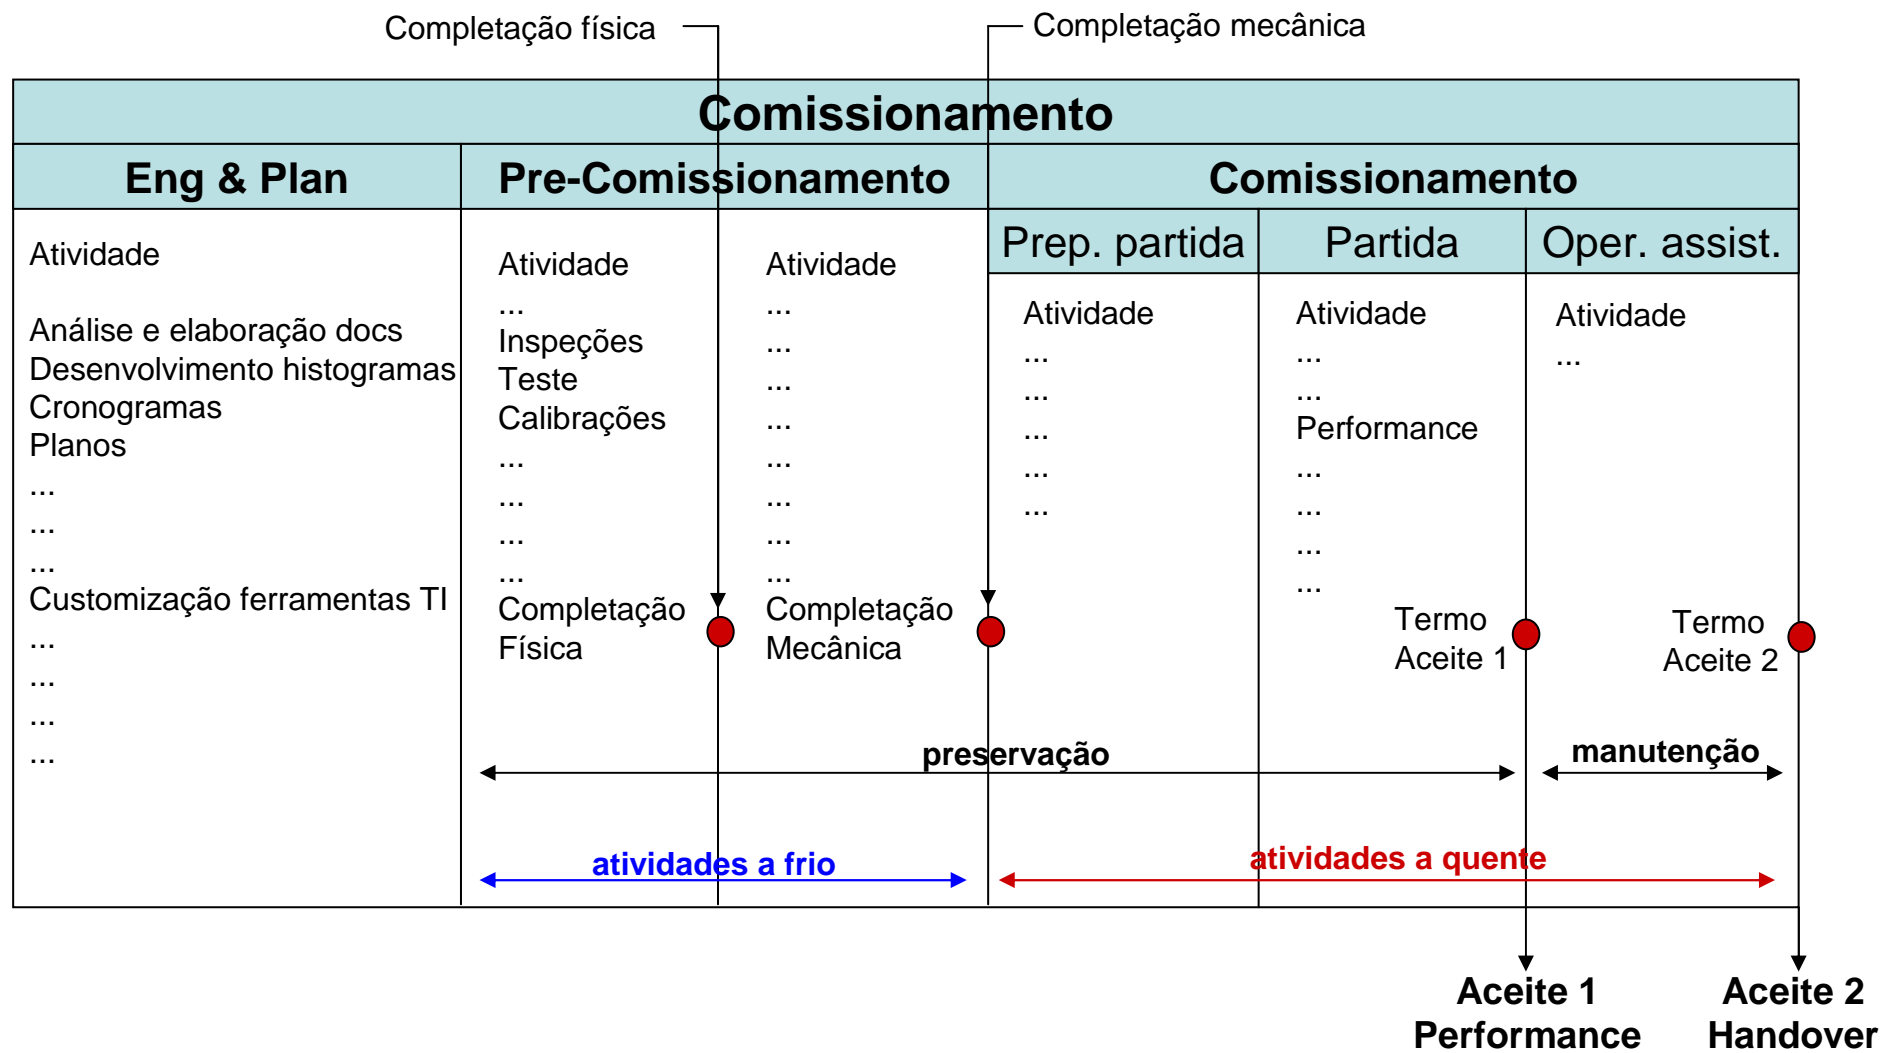 Completação física
Completação mecânica
Comissionamento
Eng & Plan
Pre-Comissionamento
Comissionamento
Prep. partida
Partida
Oper. assist.
Atividade
Análise e elaboração docs
Desenvolvimento histogramas
Cronogramas
Planos
...
...
...
Customização ferramentas TI
...
...
...
...
Atividade
...
Inspeções
Teste
Calibrações
...
...
...
...
Completação
Física
Atividade
...
...
...
...
...
...
...
...
Completação
Mecânica
Atividade
...
...
...
...
...
Atividade
...
...
Performance
...
...
...
...
Termo
Aceite 1
Atividade
...
Termo
Aceite 2
preservação
manutenção
atividades a frio
atividades a quente
Aceite 1
Performance
Aceite 2
Handover